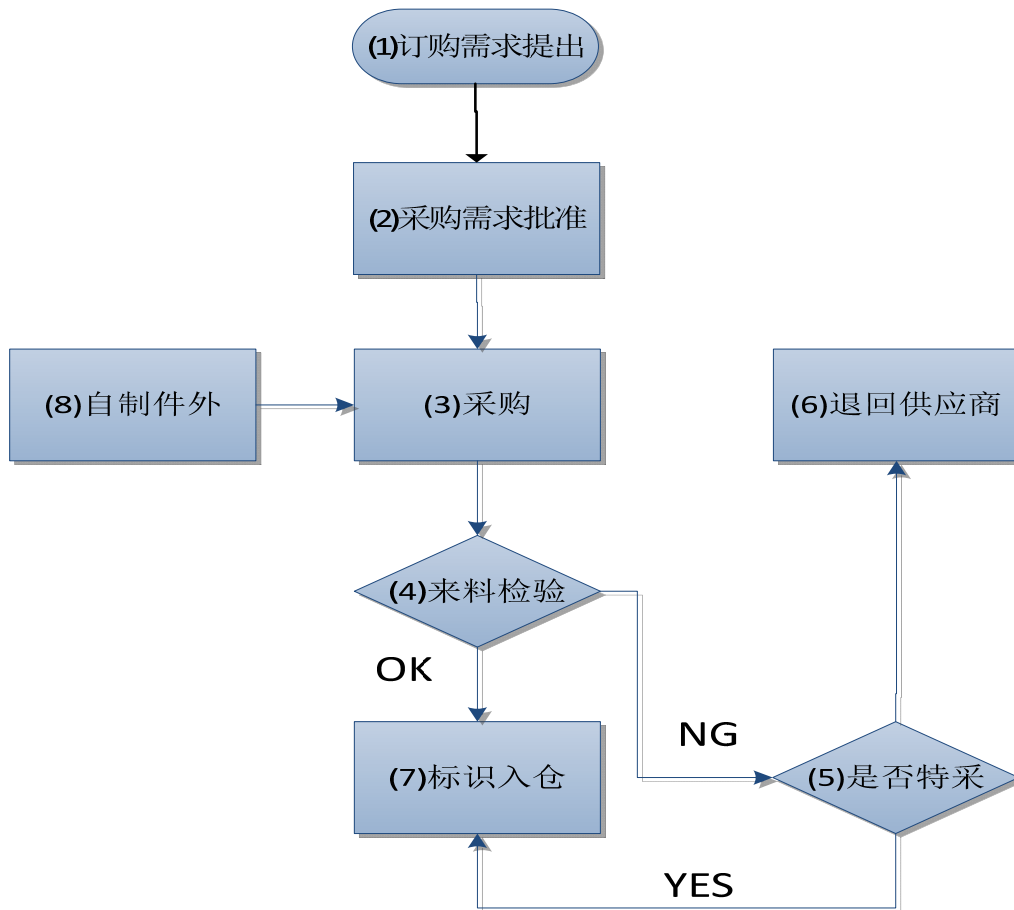 (1)订购需求提出
(2)采购需求批准
(8)自制件外
(3)采购
(6)退回供应商
(4)来料检验
OK
NG
(7)标识入仓
(5)是否特采
YES